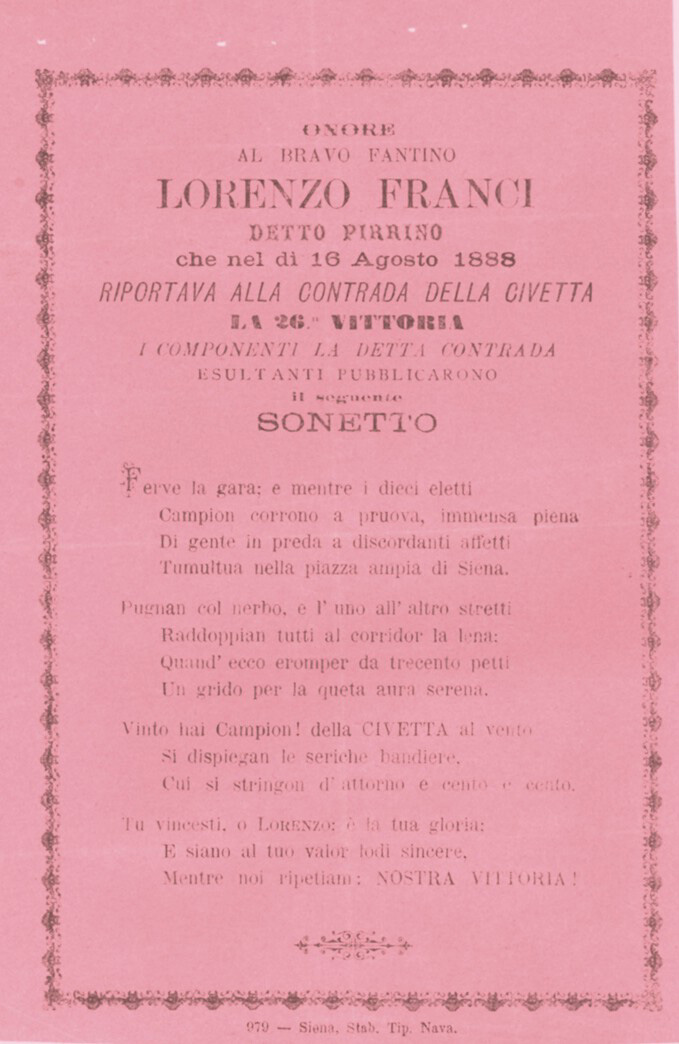 ONORE
AL BRAVO FANTINO
LORENZO FRANCI
DETTO PIRRINO
che nel dì 16 Agosto 1888
RIPORTAVA ALLA CONTRADA DELLA CIVETTA
LA 26.ª VITTORIA
I COMPONENTI LA DETTA CONTRADA
ESULTANTI PUBBLICARONO
il seguente
SONETTO
Ferve la gara; e mentre i dieci eletti
Campion corrono a pruova, immensa piena
Di gente in preda a discordanti affetti
Tumultua nella piazza ampia di Siena.
Pugnan col nerbo, e l' uno all' altro stretti
Raddoppian tutti al corridor la lena;
Quand' ecco eromper da trecento petti
Un grido per la queta aura serena.
Vinto hai Campion! della CIVETTA al vento
Si dispiegan le seriche bandiere,
Cui si stringon d' attorno e cento e cento.
Tu vincesti, o LORENZO; è la tua gloria;
E siano al tuo valor lodi sincere,
Mentre noi ripetiam: NOSTRA VITTORIA!
979 — Siena, Stab. Tip. Nava.